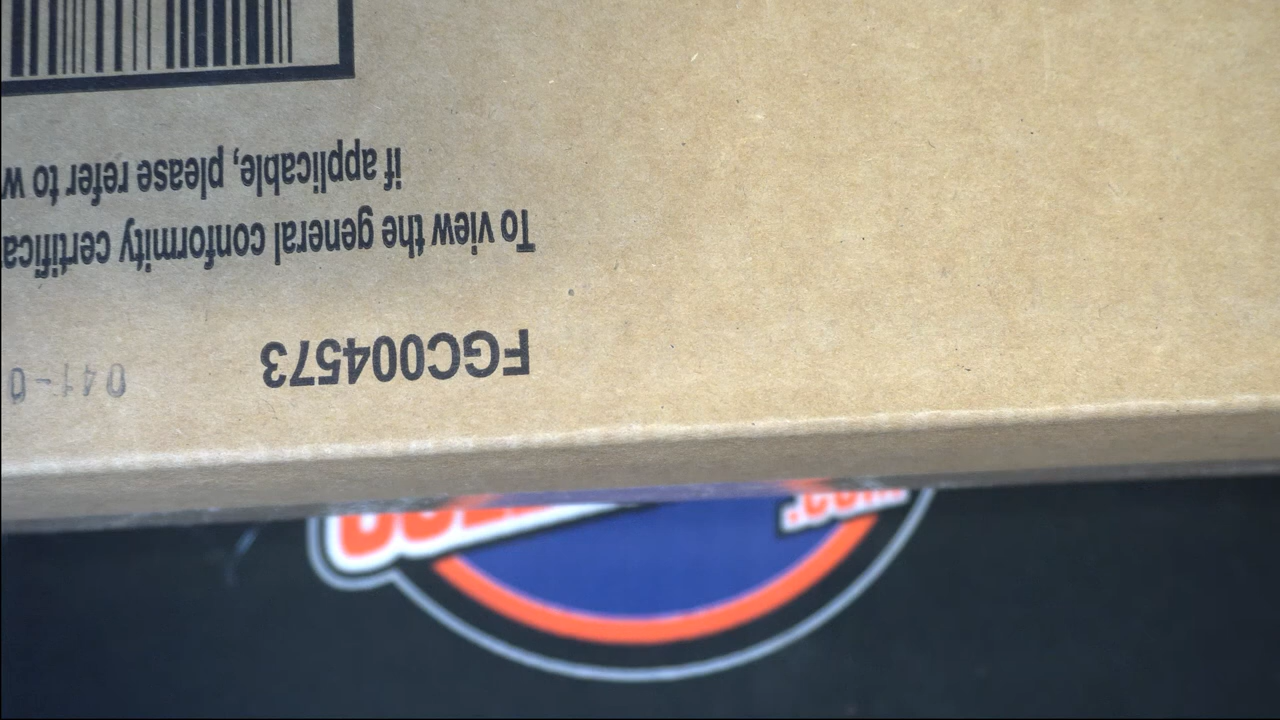 FGC004573
041-0
To view the general conformity certifica
if applicable, please refer to w